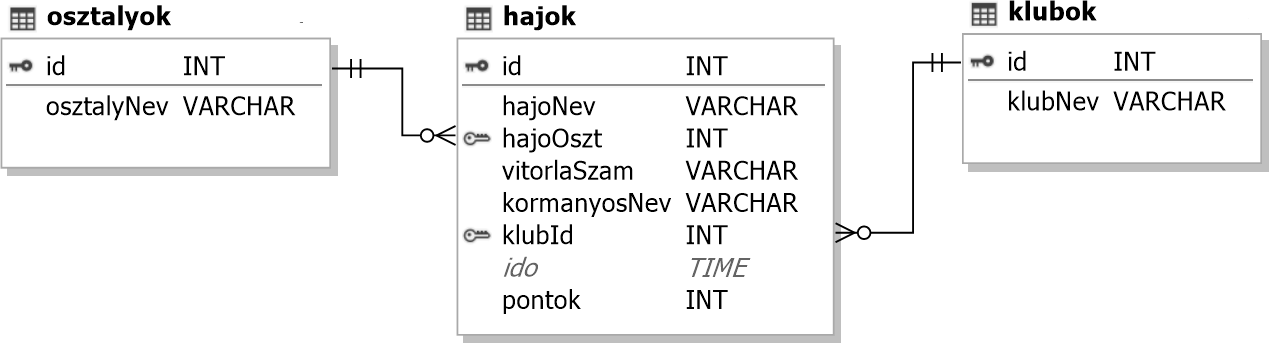 osztalyok
id INT
osztalyNev VARCHAR
hajok
id INT
hajoNev VARCHAR
hajoOszt INT
vitorlaSzam VARCHAR
kormanyosNev VARCHAR
klubId INT
ido TIME
pontok INT
klubok
id INT
klubNev VARCHAR